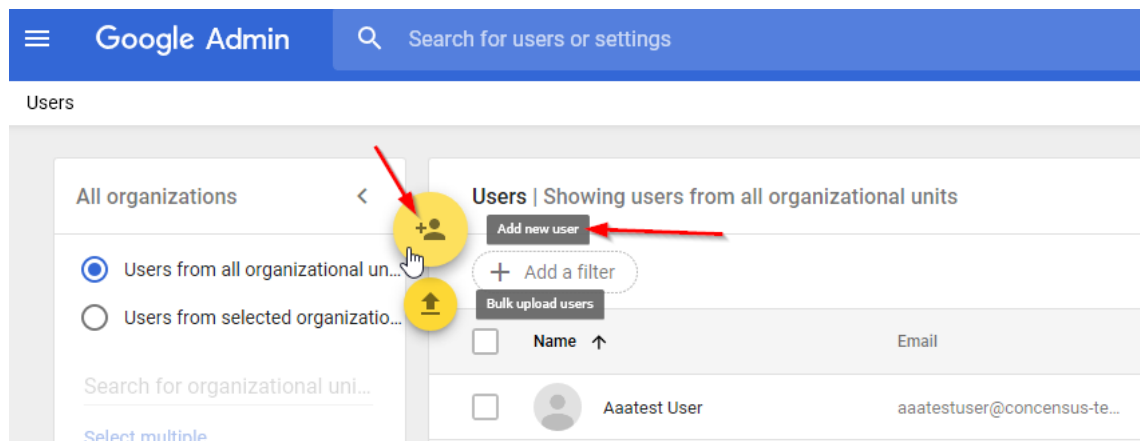 Google Admin
Search for users or settings
Users
All organizations
Users | Showing users from all organizational units
Add new user
Users from all organizational un...
Add a filter
Bulk upload users
Users from selected organizatio...
Name
Email
Search for organizational uni...
Aaatest User
aaatestuser@concensus-te...
Select multiple